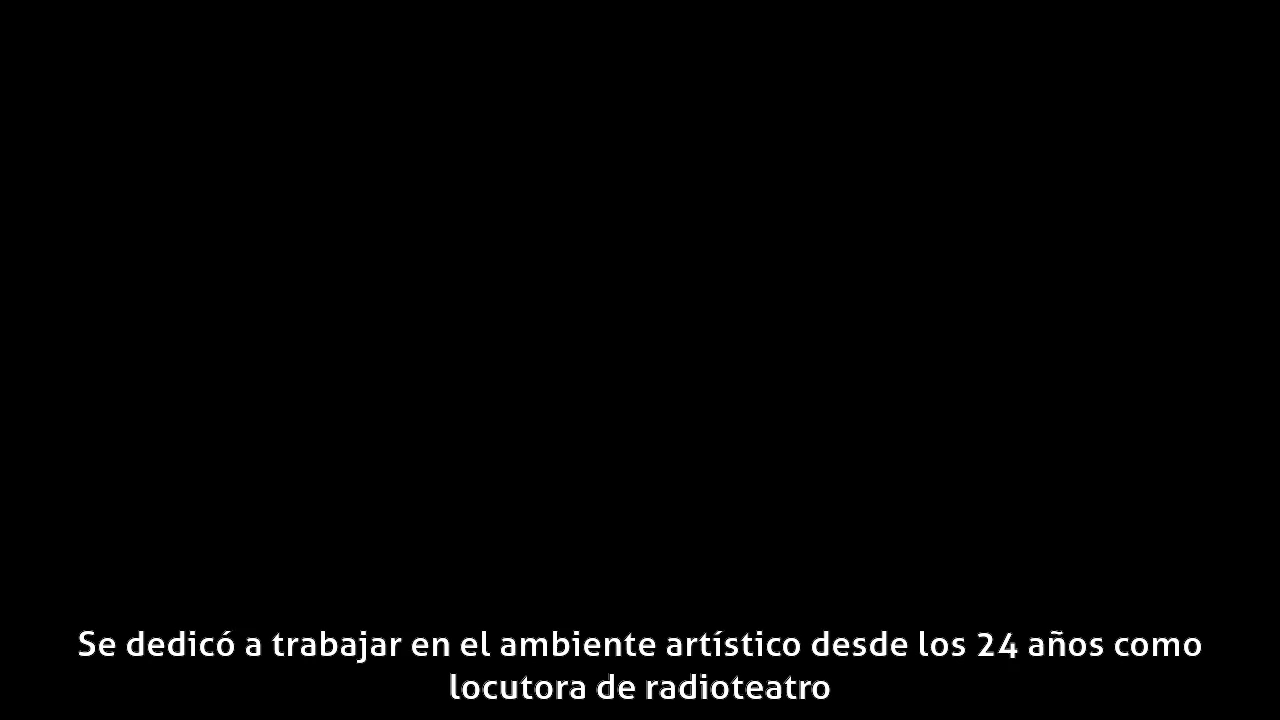 Se dedicó a trabajar en el ambiente artístico desde los 24 años como
locutora de radioteatro